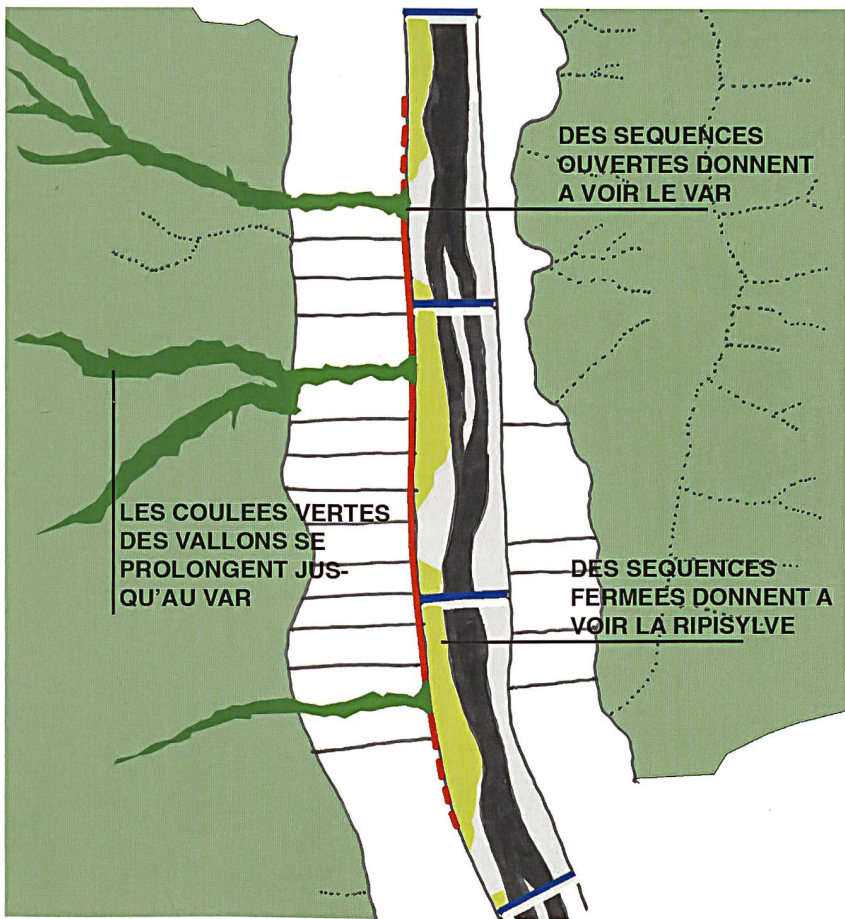 DES SEQUENCES
OUVERTES DONNENT
A VOIR LE VAR
LES COULEES VERTES
DES VALLONS SE
PROLONGENT JUS-
QU'AU VAR
DES SEQUENCES
FERMEES DONNENT A
VOIR LA RIPISYLVE